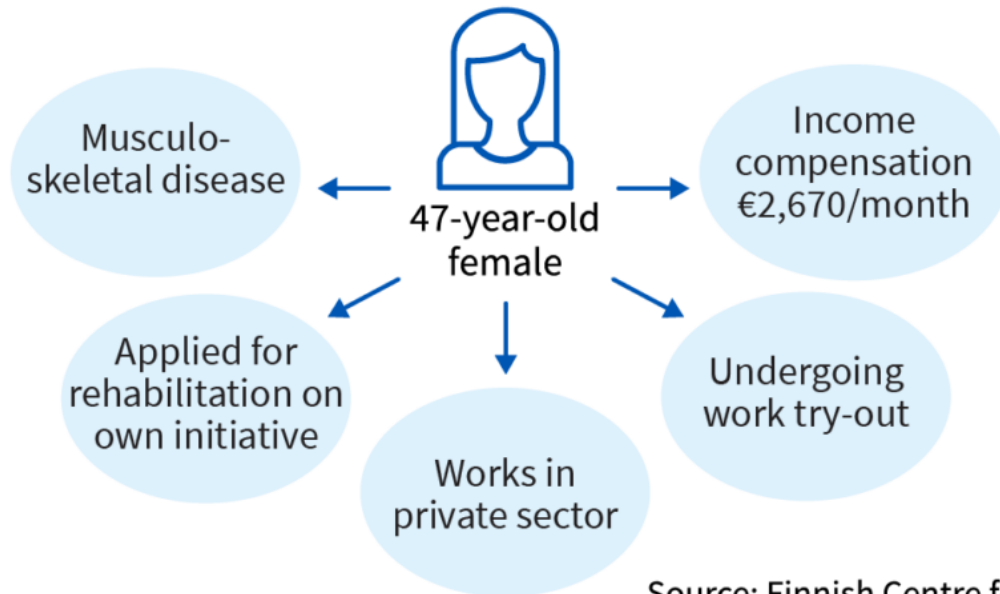 Musculo-
skeletal disease
47-year-old
female
Income
compensation
€2,670/month
Applied for
rehabilitation on
own initiative
Works in
private sector
Undergoing
work try-out
Source: Finnish Centre f